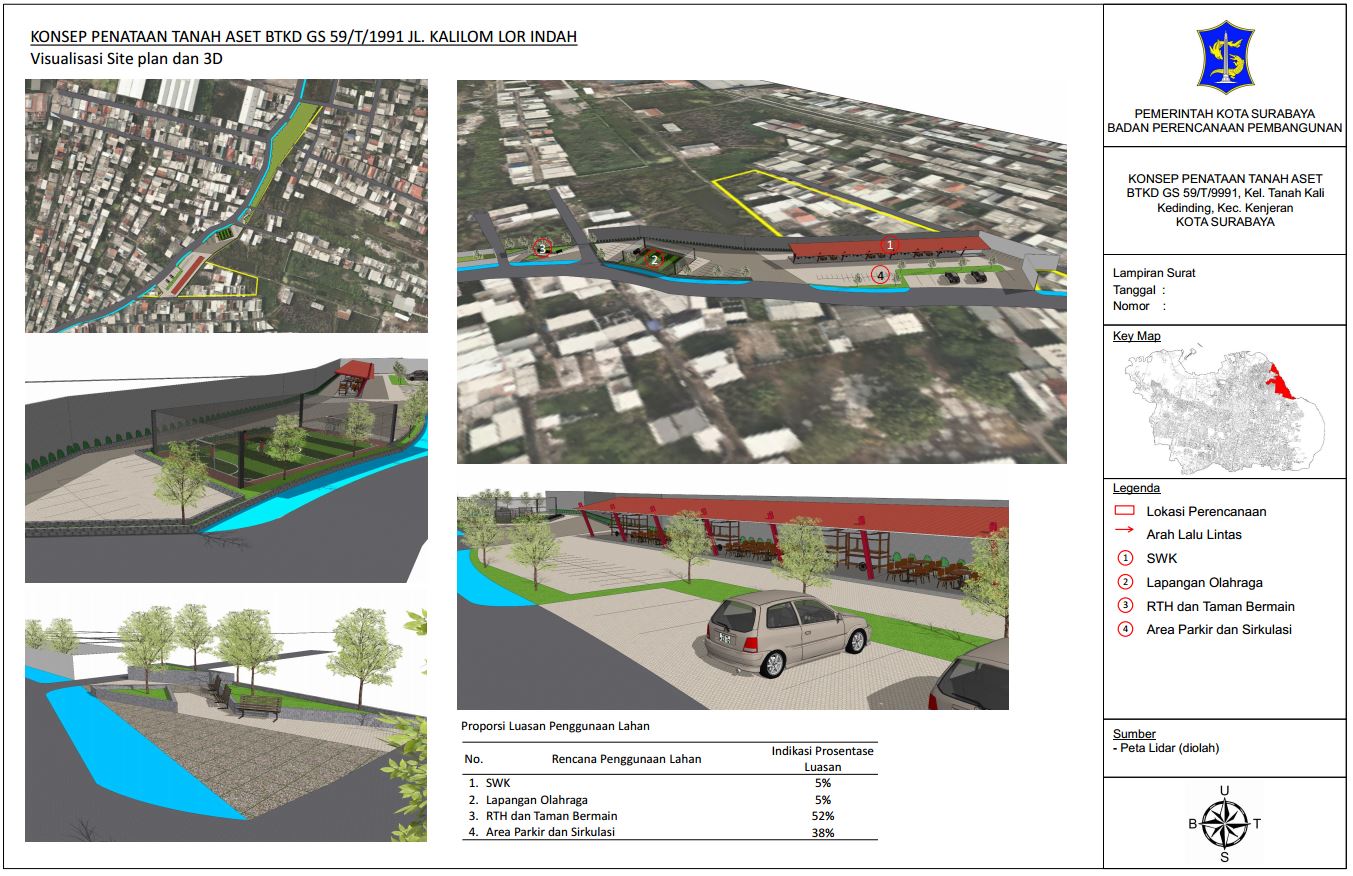 KONSEP PENATAAN TANAH ASET BTKD GS 59/T/1991 JL. KALILOM LOR INDAH
Visualisasi Site plan dan 3D
1
2
3
4
Proporsi Luasan Penggunaan Lahan
No. Rencana Penggunaan Lahan Indikasi Prosentase Luasan
1. SWK 5%
2. Lapangan Olahraga 5%
3. RTH dan Taman Bermain 52%
4. Area Parkir dan Sirkulasi 38%
PEMERINTAH KOTA SURABAYA
BADAN PERENCANAAN PEMBANGUNAN
KONSEP PENATAAN TANAH ASET
BTKD GS 59/T/9991, Kel. Tanah Kali
Kedinding, Kec. Kenjeran
KOTA SURABAYA
Lampiran Surat
Tanggal :
Nomor :
Key Map
Legenda
Lokasi Perencanaan
Arah Lalu Lintas
1 SWK
2 Lapangan Olahraga
3 RTH dan Taman Bermain
4 Area Parkir dan Sirkulasi
Sumber
- Peta Lidar (diolah)
U
B T
S